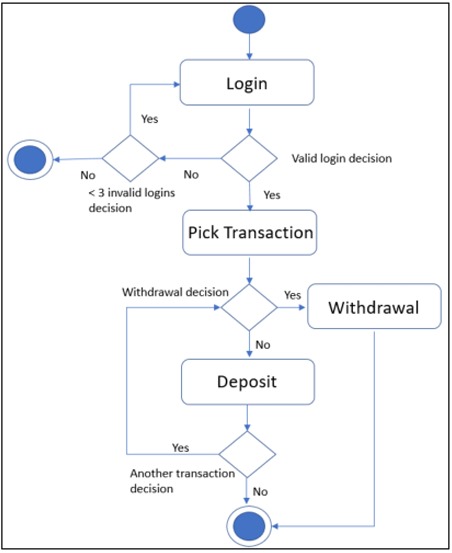 Login
Yes
Valid login decision
No
No
< 3 invalid logins
decision
Yes
Pick Transaction
Withdrawal decision
Yes
Withdrawal
No
Deposit
Yes
Another transaction
decision
No